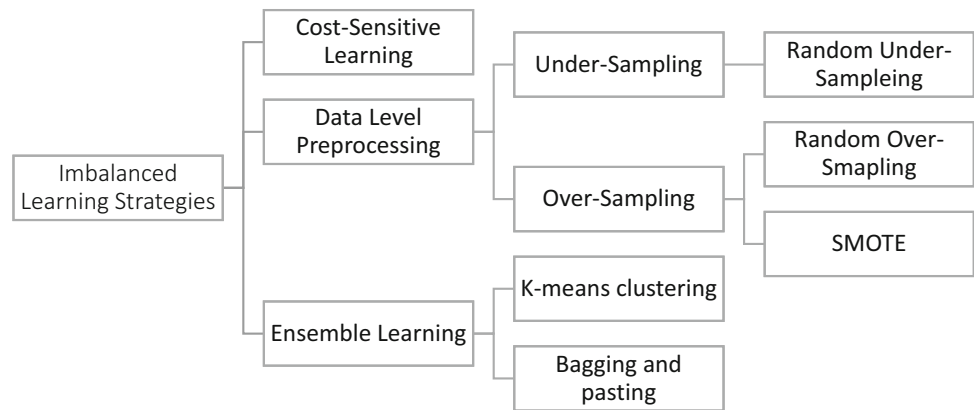 Imbalanced
Learning Strategies
Cost-Sensitive
Learning
Data Level
Preprocessing
Under-Sampling
Random Under-
Sampleing
Over-Sampling
Random Over-
Smapling
SMOTE
Ensemble Learning
K-means clustering
Bagging and
pasting